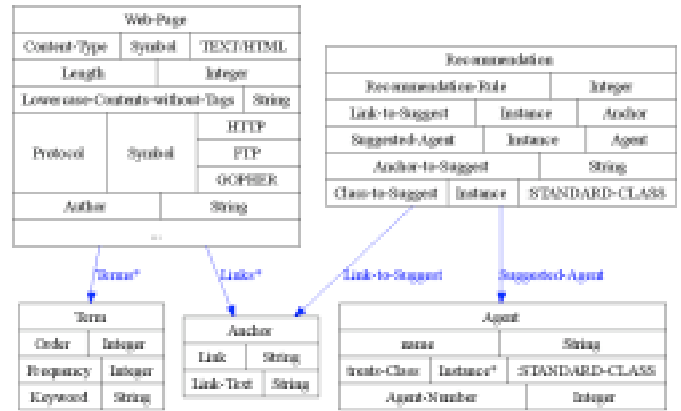 Web-Page
Content-Type Symbol TEXT/HTML
Length Integer
Lowercase-Contents-without-Tags String
Protocol Symbol HTTP
FTP
GOPHER
Author String
...
Recommendation
Recommendation-Rule Integer
Link-to-Suggest Instance Anchor
Suggested-Agent Instance Agent
Anchor-to-Suggest String
Class-to-Suggest Instance :STANDARD-CLASS
Terms* Links* Link-to-Suggest Suggested-Agent
Term
Order Integer
Frequency Integer
Keyword String
Anchor
Link String
Link-Text String
Agent
name String
treats-Class Instance* :STANDARD-CLASS
Agent-Number Integer